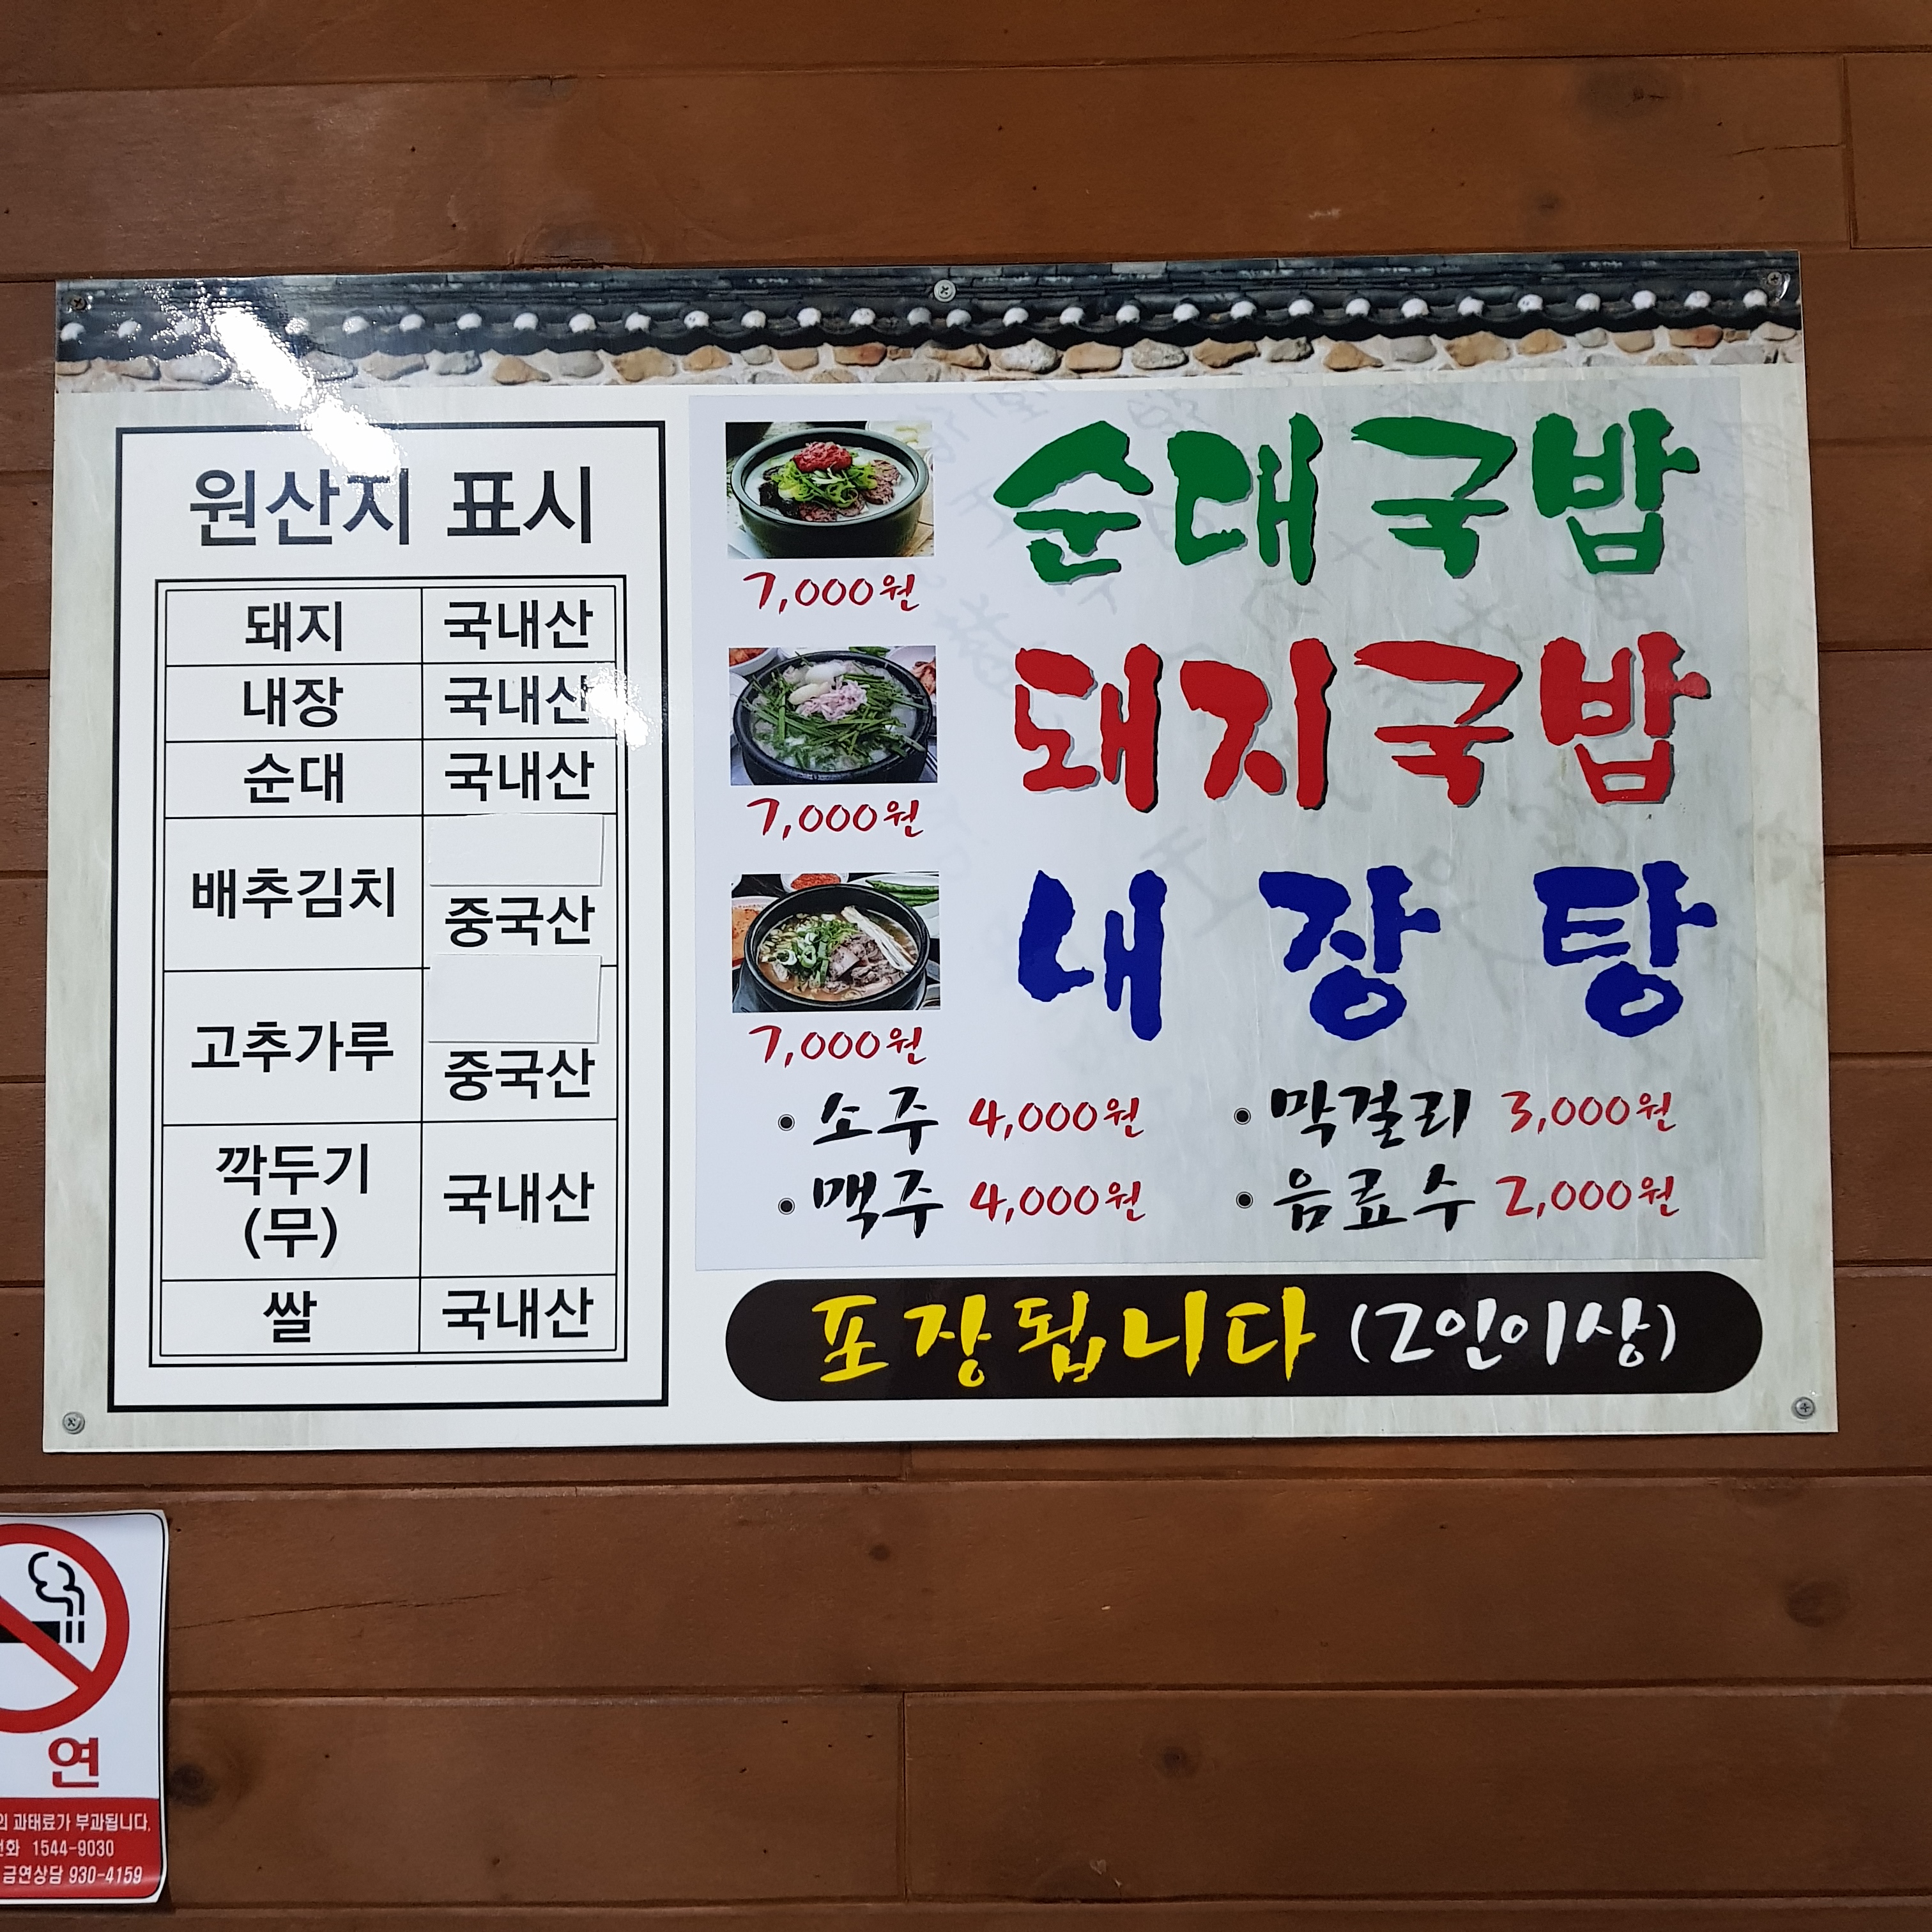 원산지 표시
돼지 국내산
내장 국내산
순대 국내산
배추김치 중국산
고추가루 중국산
깍두기
(무) 국내산
쌀 국내산
순대국밥
7,000원
돼지국밥
7,000원
내장탕
7,000원
• 소주 4,000원 • 막걸리 3,000원
• 맥주 4,000원 • 음료수 2,000원
포장됩니다 (2인이상)
연
과태료가 부과됩니다.
1544-9030
금연상담 930-4159